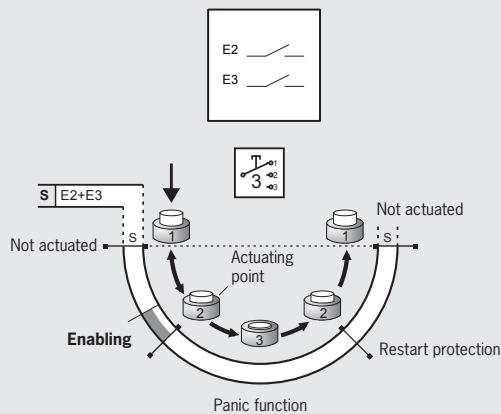 E2
E3
1
2
3
3
S E2+E3
Not actuated
S
1
1
S
Not actuated
Actuating
point
2
2
3
Enabling
Restart protection
Panic function